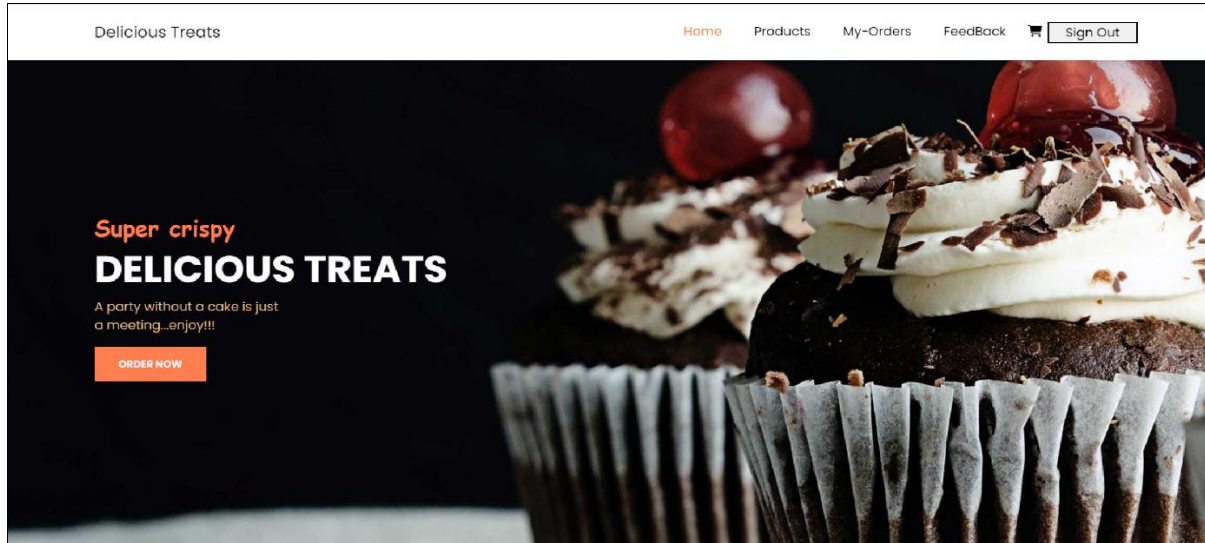 Delicious Treats
Home Products My-Orders FeedBack Sign Out
Super crispy
DELICIOUS TREATS
A party without a cake is just
a meeting...enjoy!!!
ORDER NOW